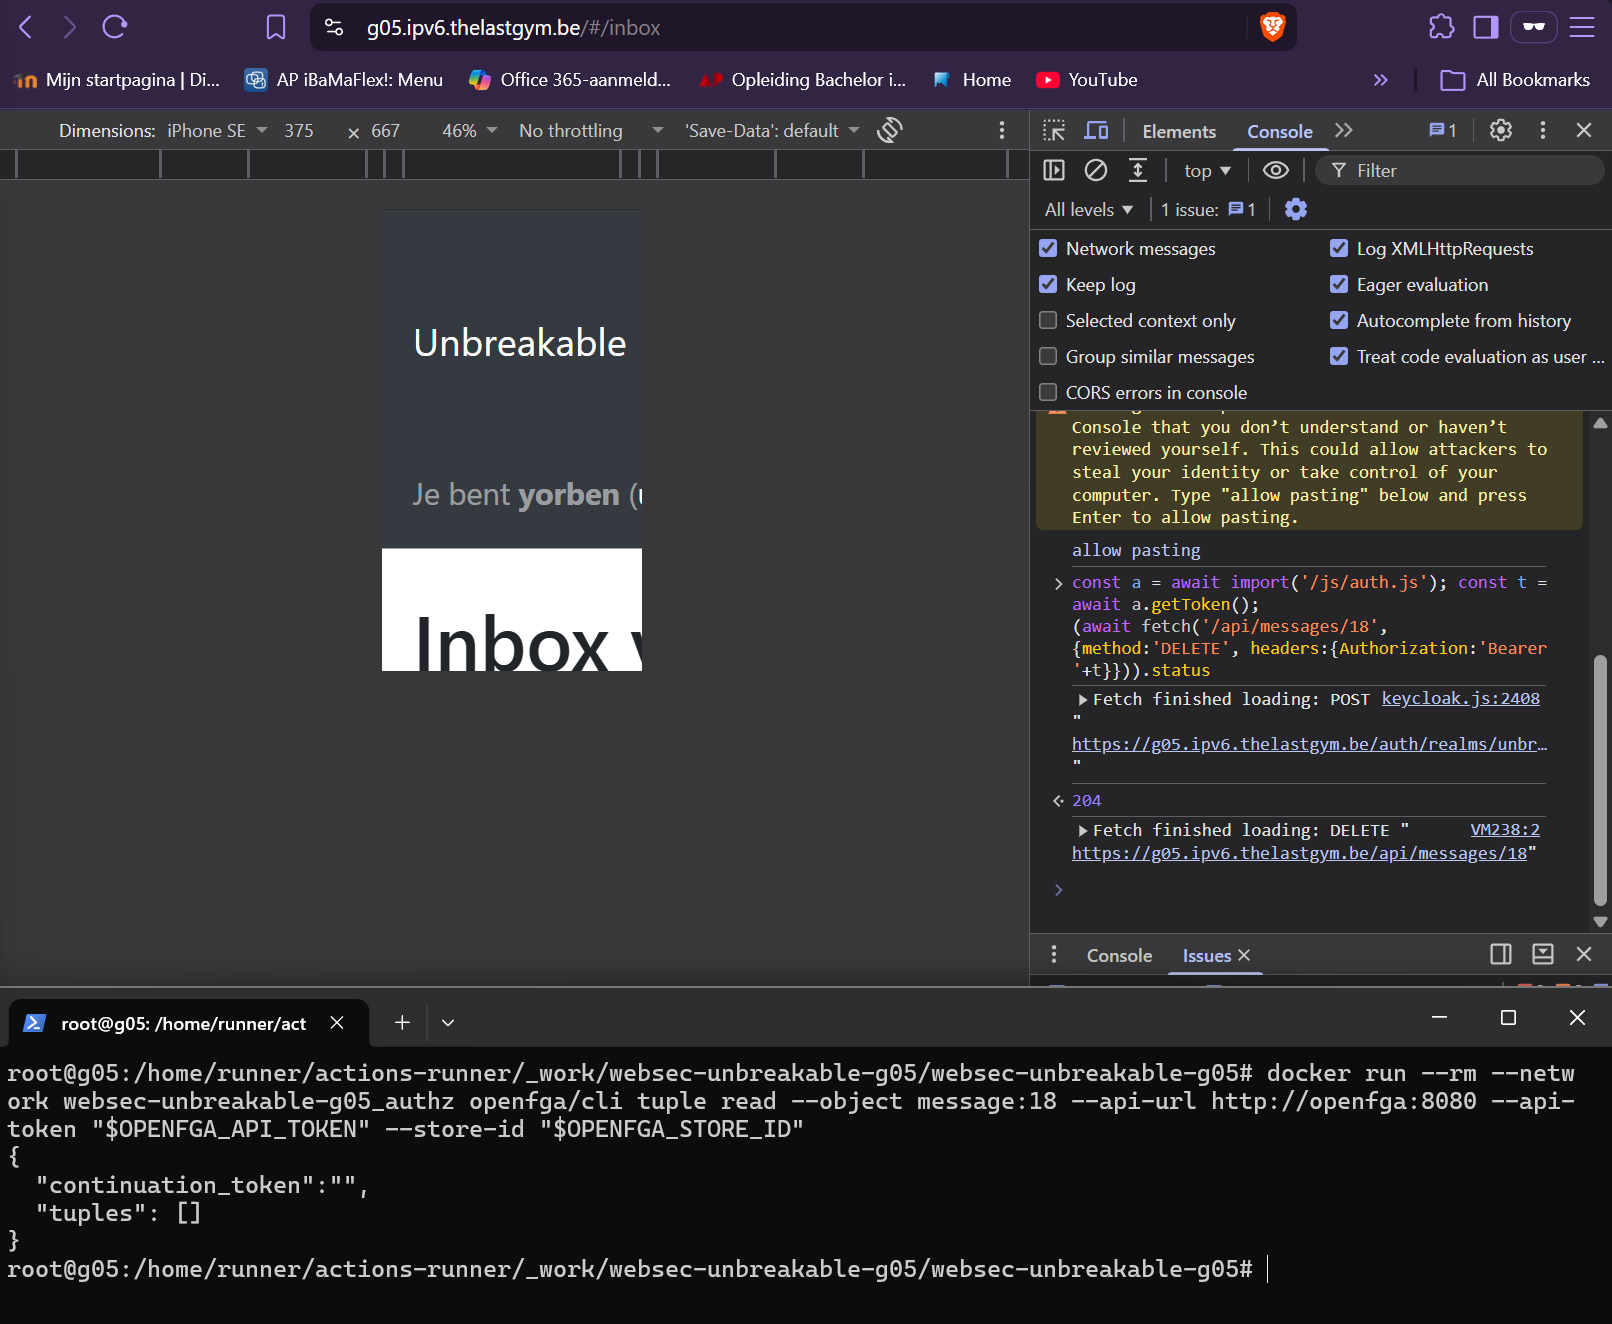 g05.ipv6.thelastgym.be/#/inbox
Mijn startpagina | Di... AP iBaMaFlex!: Menu Office 365-aanmeld... Opleiding Bachelor i... Home YouTube » All Bookmarks
Dimensions: iPhone SE 375 × 667 46% No throttling 'Save-Data': default
Elements Console 1
top Filter
All levels 1 issue: 1
Network messages Log XMLHttpRequests
Keep log Eager evaluation
Selected context only Autocomplete from history
Group similar messages Treat code evaluation as user ...
CORS errors in console
Unbreakable
Je bent yorben (
Inbox
Console that you don’t understand or haven’t
reviewed yourself. This could allow attackers to
steal your identity or take control of your
computer. Type "allow pasting" below and press
Enter to allow pasting.
allow pasting
const a = await import('/js/auth.js'); const t =
await a.getToken();
(await fetch('/api/messages/18',
{method:'DELETE', headers:{Authorization:'Bearer
'+t}})).status
Fetch finished loading: POST keycloak.js:2408
"
https://g05.ipv6.thelastgym.be/auth/realms/unbr…
"
204
Fetch finished loading: DELETE " VM238:2
https://g05.ipv6.thelastgym.be/api/messages/18"
Console Issues
root@g05: /home/runner/act
root@g05:/home/runner/actions-runner/_work/websec-unbreakable-g05/websec-unbreakable-g05# docker run --rm --netw
ork websec-unbreakable-g05_authz openfga/cli tuple read --object message:18 --api-url http://openfga:8080 --api-
token "$OPENFGA_API_TOKEN" --store-id "$OPENFGA_STORE_ID"
{
"continuation_token":"",
"tuples": []
}
root@g05:/home/runner/actions-runner/_work/websec-unbreakable-g05/websec-unbreakable-g05#